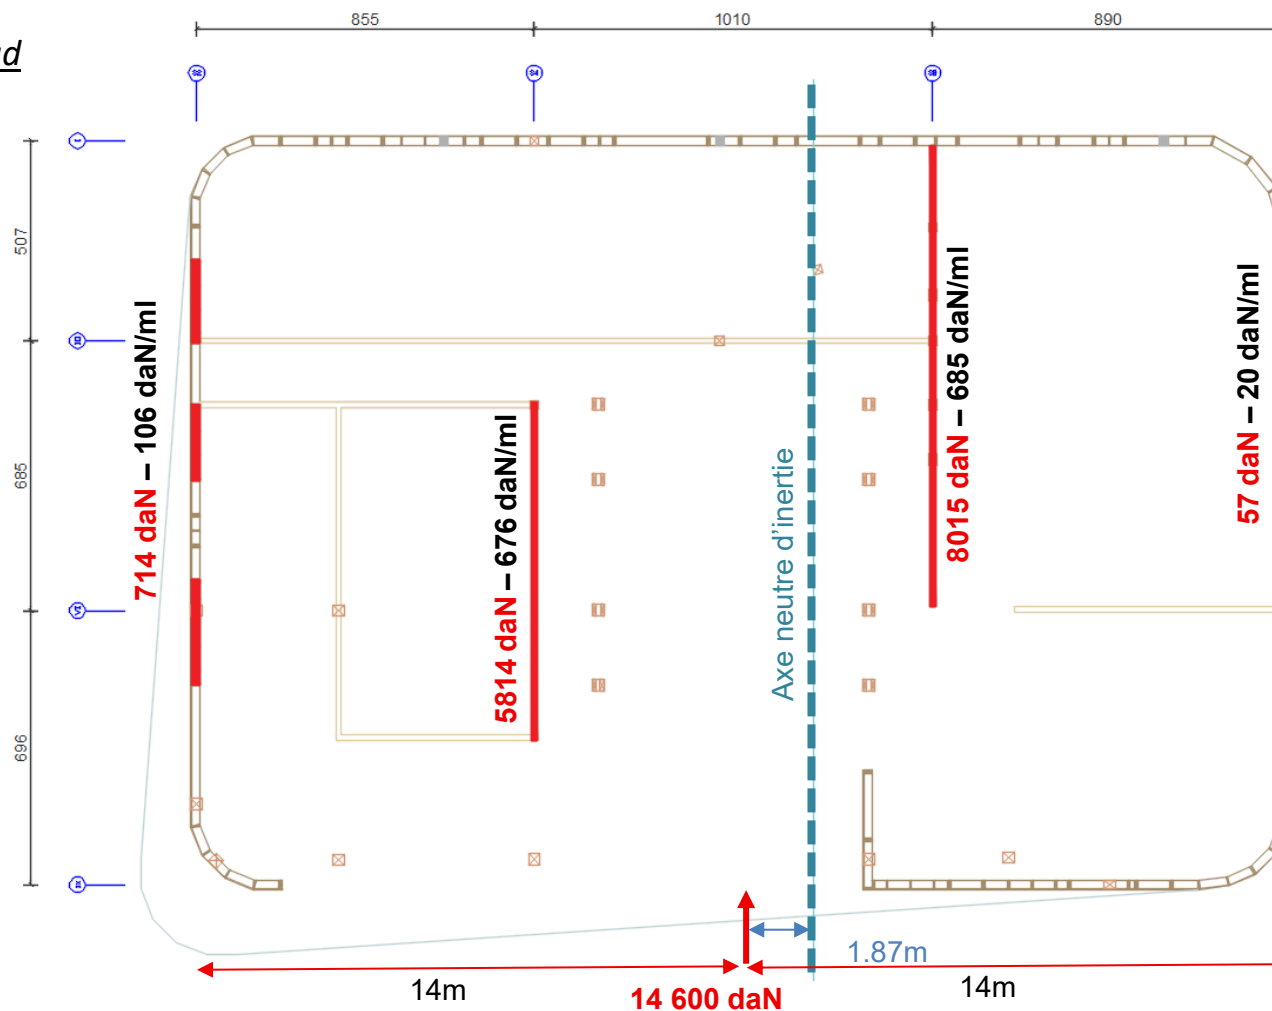 855
1010
890
ud
507
685
696
714 daN – 106 daN/ml
5814 daN – 676 daN/ml
Axe neutre d'inertie
8015 daN – 685 daN/ml
57 daN – 20 daN/ml
1.87m
14m
14 600 daN
14m